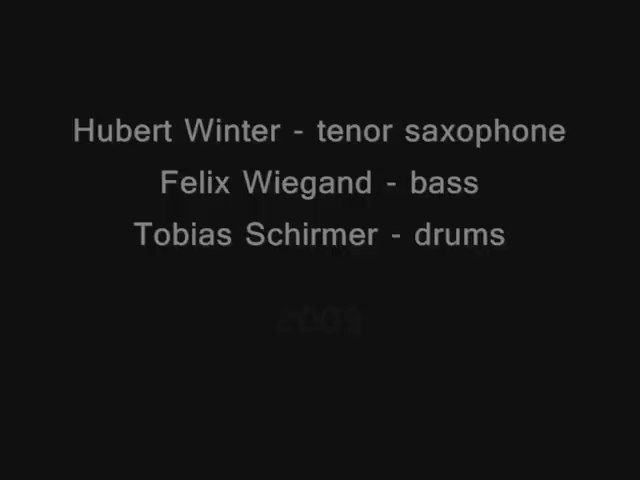 Hubert Winter - tenor saxophone
Felix Wiegand - bass
Tobias Schirmer - drums